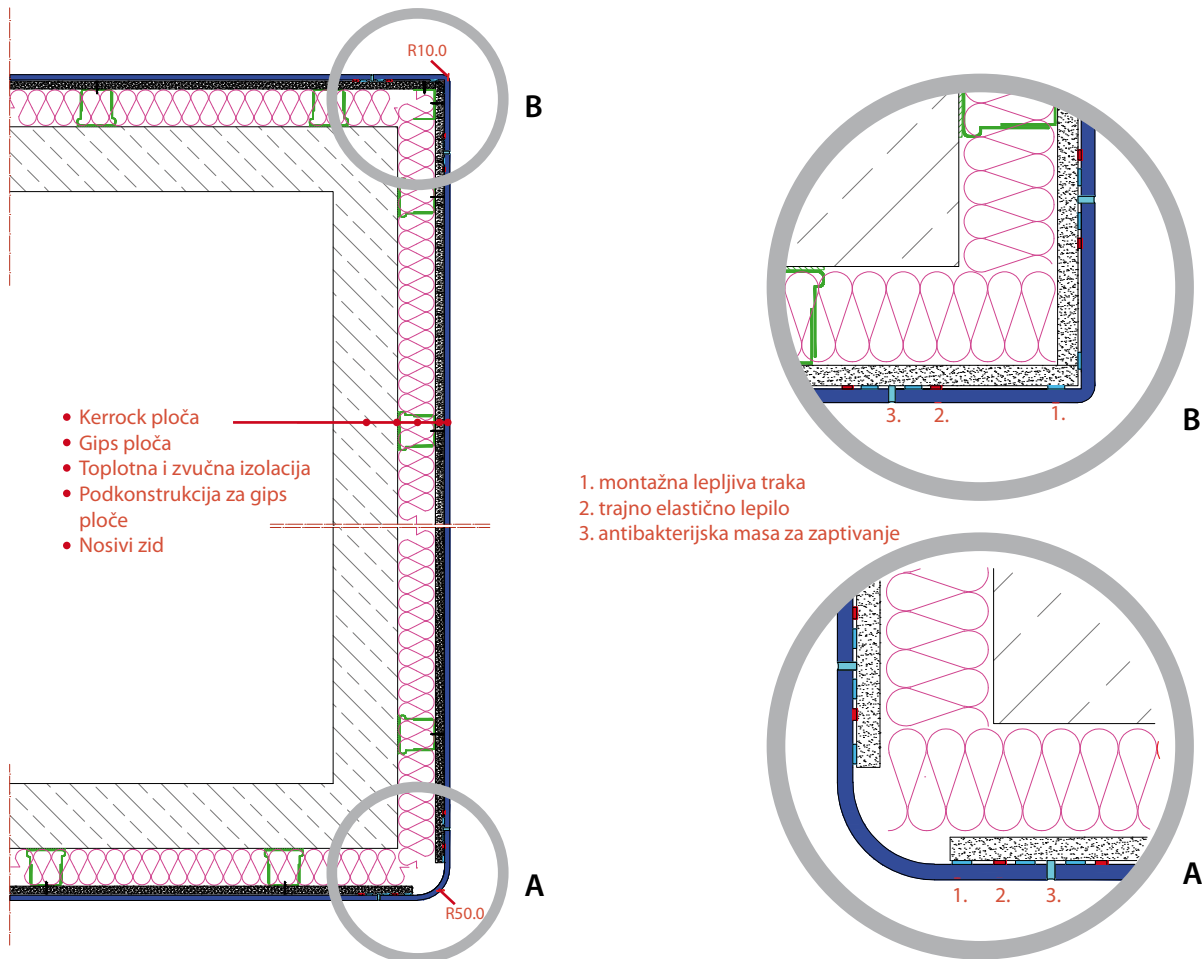 R10.0
B
• Kerrock ploča
• Gips ploča
• Toplotna i zvučna izolacija
• Podkonstrukcija za gips
ploče
• Nosivi zid
A
R50.0
3. 2. 1.
B
1. montažna lepljiva traka
2. trajno elastično lepilo
3. antibakterijska masa za zaptivanje
A
1. 2. 3.